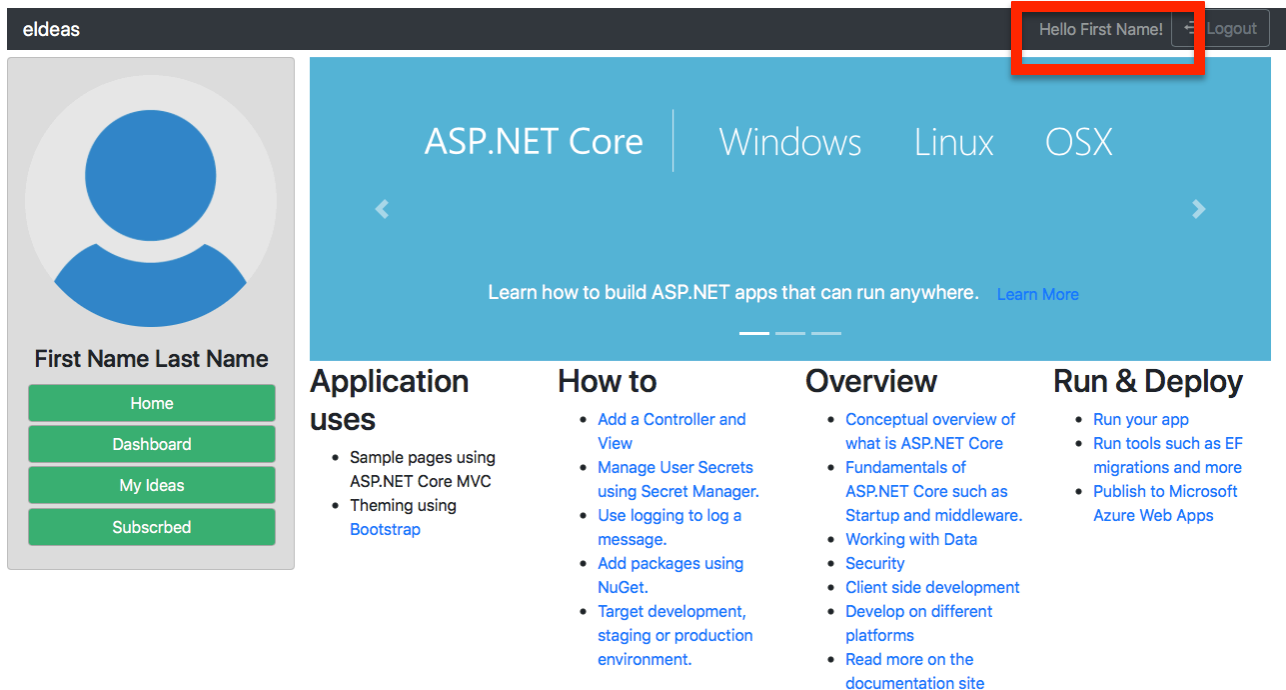 eIdeas
Hello First Name!
Logout
ASP.NET Core
Windows
Linux
OSX
Learn how to build ASP.NET apps that can run anywhere.
Learn More
First Name Last Name
Home
Dashboard
My Ideas
Subscrbed
Application
uses
Sample pages using
ASP.NET Core MVC
Theming using
Bootstrap
How to
Add a Controller and
View
Manage User Secrets
using Secret Manager.
Use logging to log a
message.
Add packages using
NuGet.
Target development,
staging or production
environment.
Overview
Conceptual overview of
what is ASP.NET Core
Fundamentals of
ASP.NET Core such as
Startup and middleware.
Working with Data
Security
Client side development
Develop on different
platforms
Read more on the
documentation site
Run & Deploy
Run your app
Run tools such as EF
migrations and more
Publish to Microsoft
Azure Web Apps